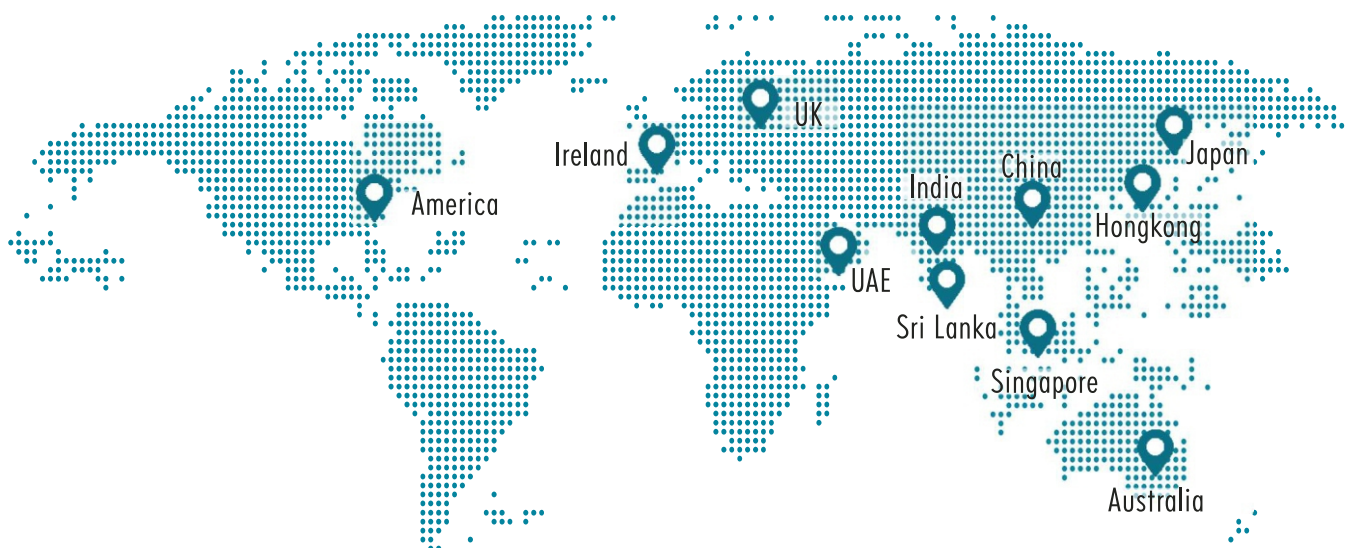 UK
Ireland
Japan
China
India
America
Hongkong
UAE
Sri Lanka
Singapore
Australia